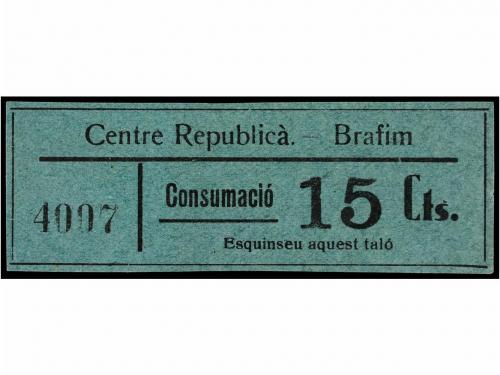 Centre Republicà. — Brafim
4007
Consumació 15 Cts.
Esquinseu aquest taló